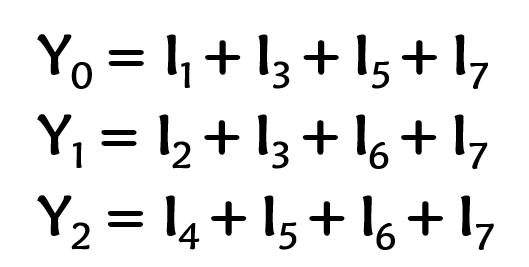 Y₀ = I₁ + I₃ + I₅ + I₇
Y₁ = I₂ + I₃ + I₆ + I₇
Y₂ = I₄ + I₅ + I₆ + I₇